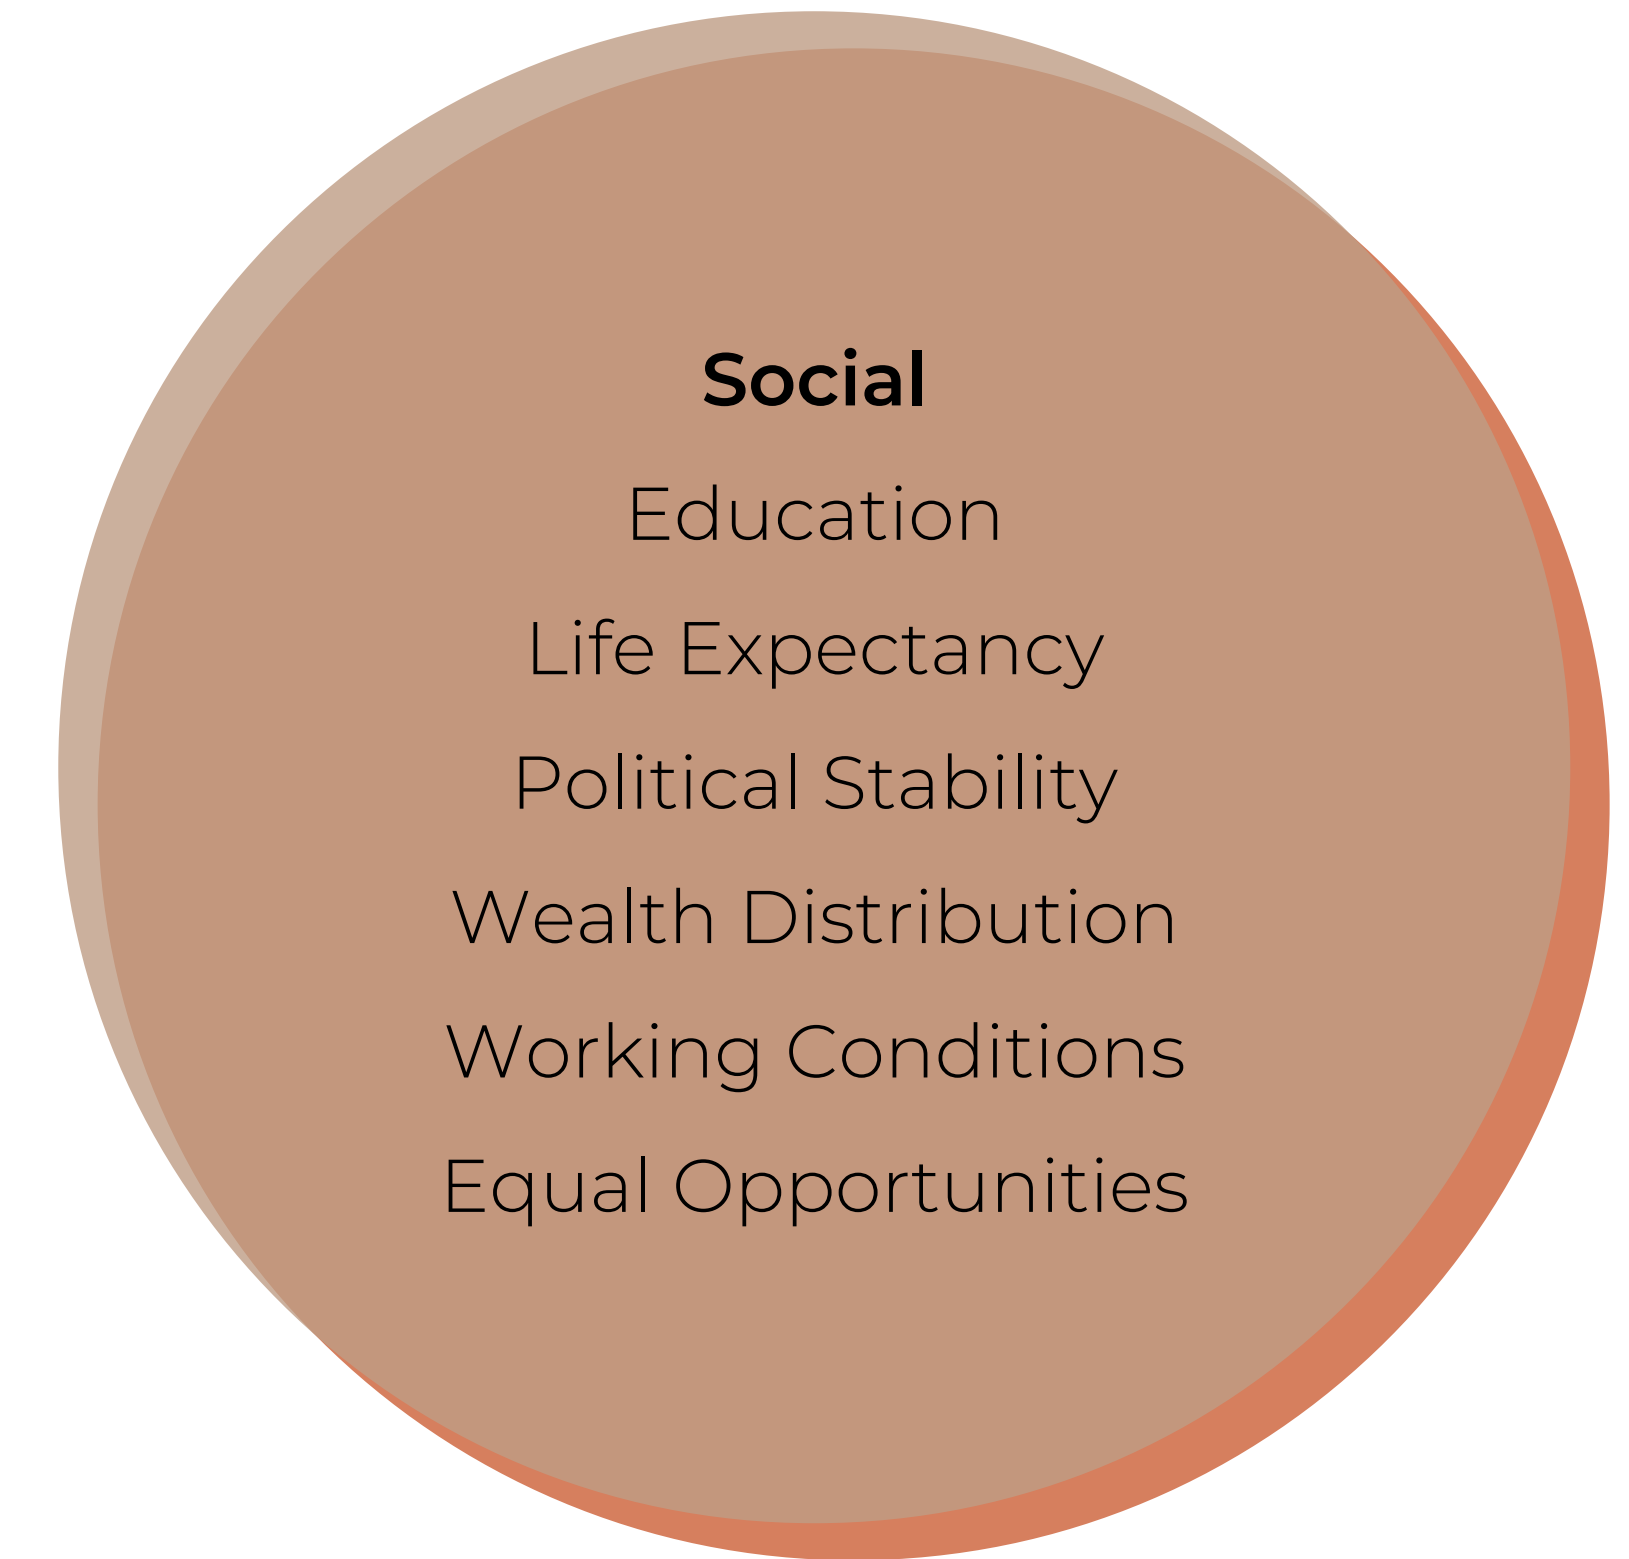 Social
Education
Life Expectancy
Political Stability
Wealth Distribution
Working Conditions
Equal Opportunities